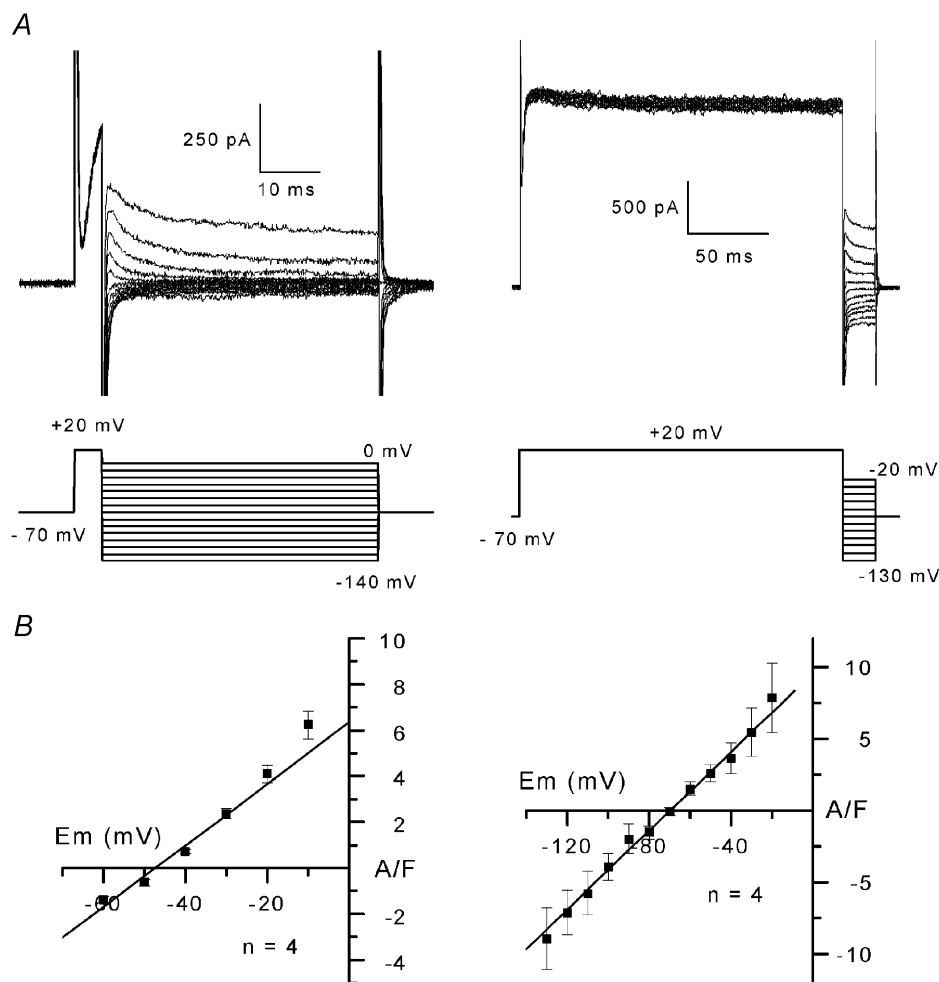 A
250 pA
10 ms
500 pA
50 ms
+20 mV
0 mV
- 70 mV
-140 mV
+20 mV
-20 mV
- 70 mV
-130 mV
B
10
8
6
4
2
-2
-4
Em (mV)
A/F
-60
-40
-20
n = 4
10
5
-5
-10
Em (mV)
A/F
-120
-80
-40
n = 4